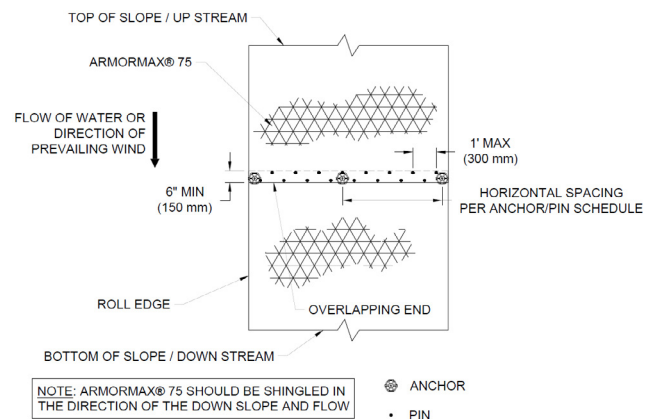 TOP OF SLOPE / UP STREAM
ARMORMAX® 75
FLOW OF WATER OR
DIRECTION OF
PREVAILING WIND
1' MAX
(300 mm)
6" MIN
(150 mm)
HORIZONTAL SPACING
PER ANCHOR/PIN SCHEDULE
ROLL EDGE
OVERLAPPING END
BOTTOM OF SLOPE / DOWN STREAM
NOTE: ARMORMAX® 75 SHOULD BE SHINGLED IN
THE DIRECTION OF THE DOWN SLOPE AND FLOW
ANCHOR
PIN